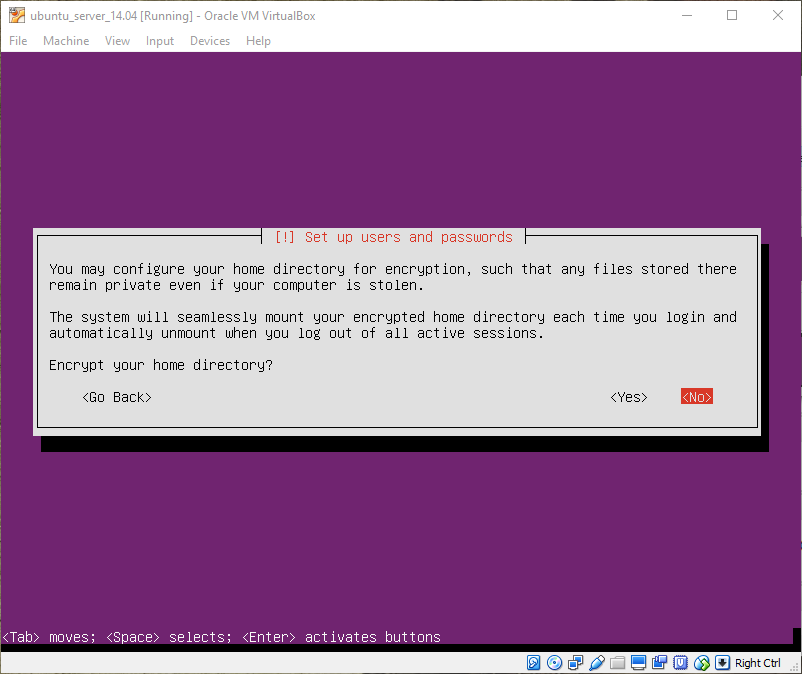 ubuntu_server_14.04 [Running] - Oracle VM VirtualBox
File Machine View Input Devices Help
[!] Set up users and passwords
You may configure your home directory for encryption, such that any files stored there
remain private even if your computer is stolen.
The system will seamlessly mount your encrypted home directory each time you login and
automatically unmount when you log out of all active sessions.
Encrypt your home directory?
<Go Back> <Yes> <No>
<Tab> moves; <Space> selects; <Enter> activates buttons
Right Ctrl